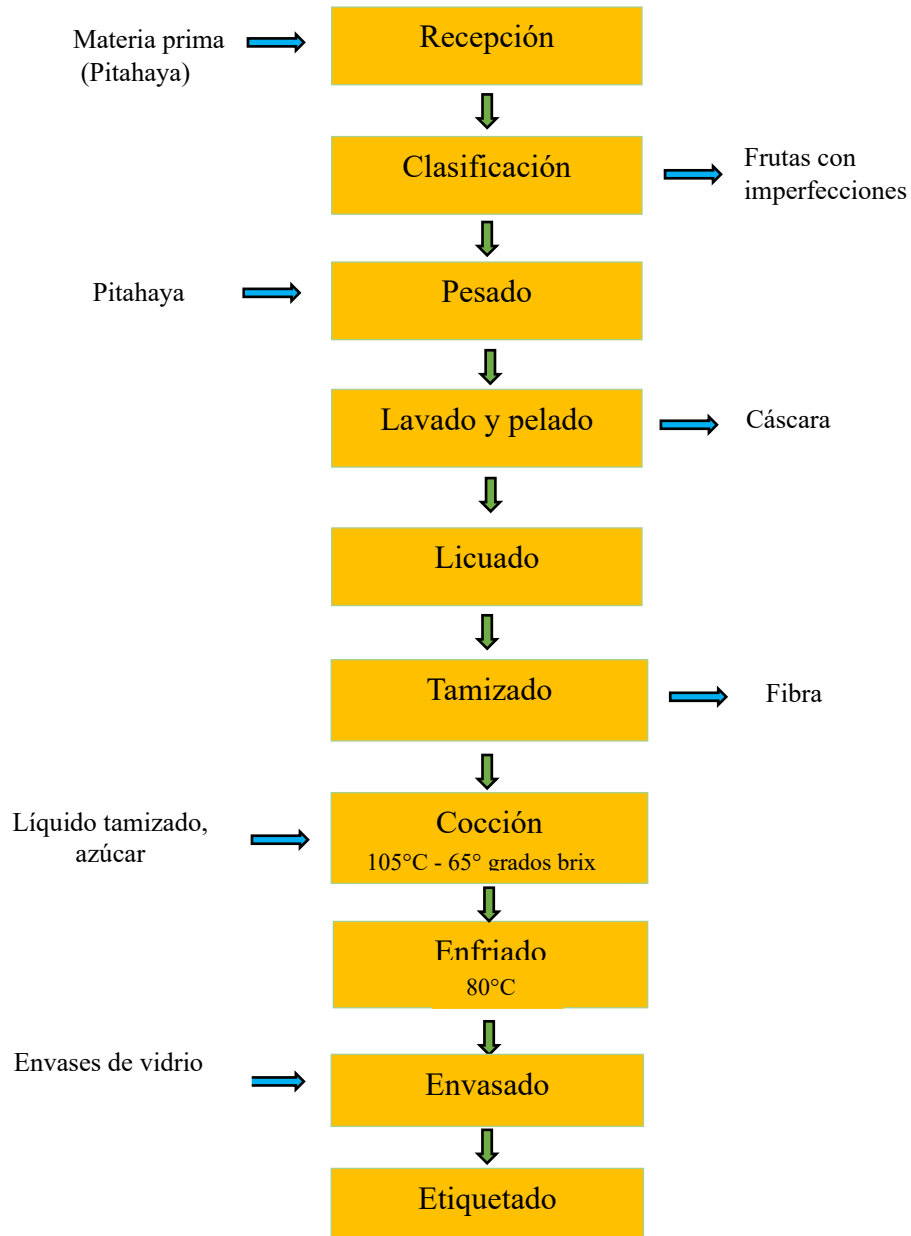 Materia prima
(Pitahaya)
Recepción
Clasificación
Frutas con
imperfecciones
Pitahaya
Pesado
Lavado y pelado
Cáscara
Licuado
Tamizado
Fibra
Líquido tamizado,
azúcar
Cocción
105°C - 65° grados brix
Enfriado
80°C
Envases de vidrio
Envasado
Etiquetado